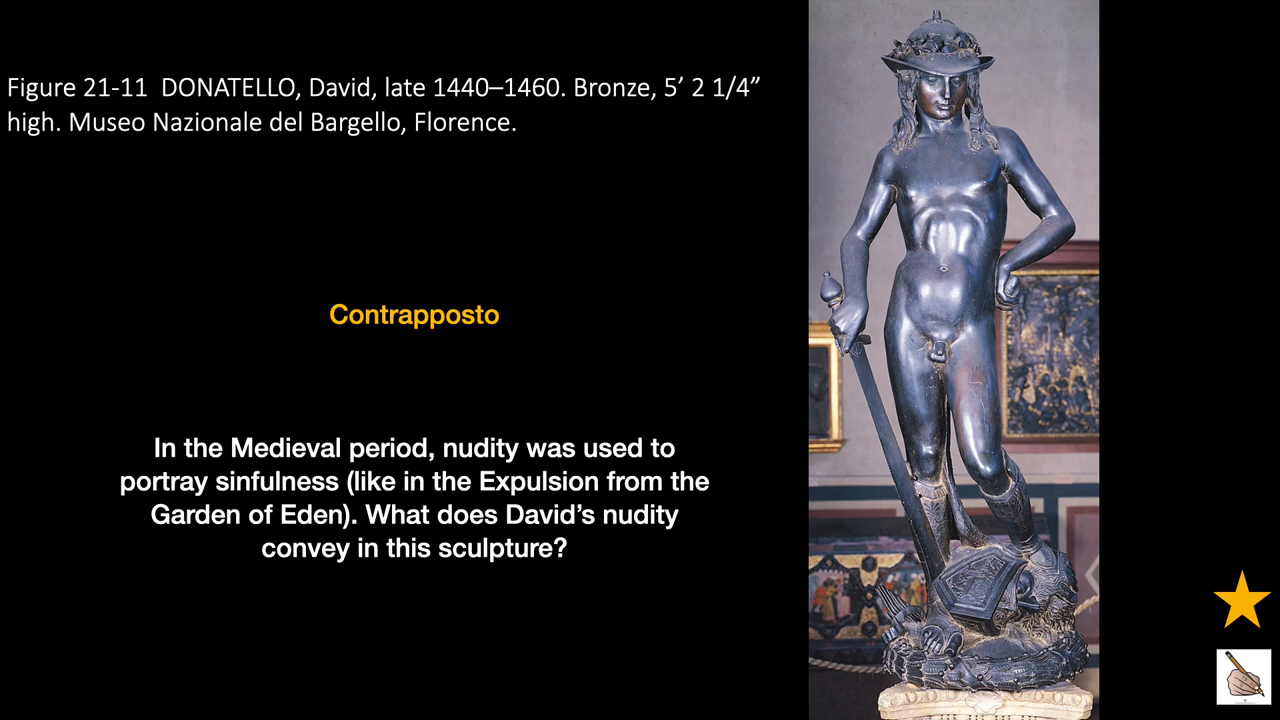 Figure 21-11  DONATELLO, David, late 1440–1460. Bronze, 5’ 2 1/4”
high. Museo Nazionale del Bargello, Florence.
Contrapposto
In the Medieval period, nudity was used to
portray sinfulness (like in the Expulsion from the
Garden of Eden). What does David’s nudity
convey in this sculpture?